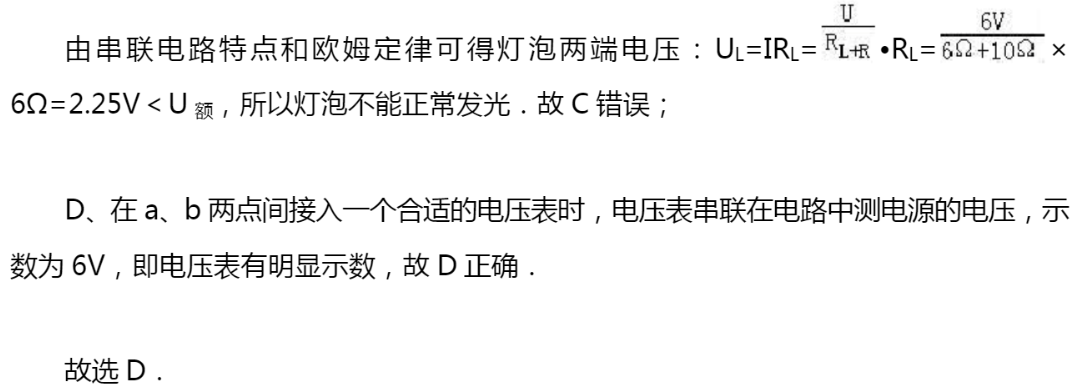 由串联电路特点和欧姆定律可得灯泡两端电压：UL=IRL=U/RL+R•RL=6V/6Ω+10Ω×
6Ω=2.25V＜U额，所以灯泡不能正常发光．故C错误；
D、在a、b两点间接入一个合适的电压表时，电压表串联在电路中测电源的电压，示
数为6V，即电压表有明显示数，故D正确．
故选D．